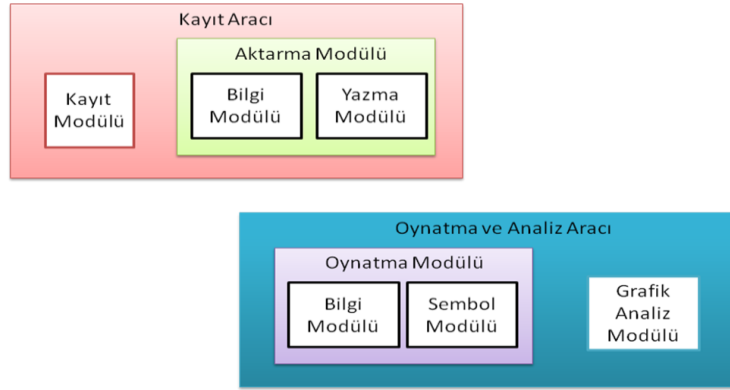 Kayıt Aracı
Aktarma Modülü
Kayıt
Modülü
Bilgi
Modülü
Yazma
Modülü
Oynatma ve Analiz Aracı
Oynatma Modülü
Bilgi
Modülü
Sembol
Modülü
Grafik
Analiz
Modülü